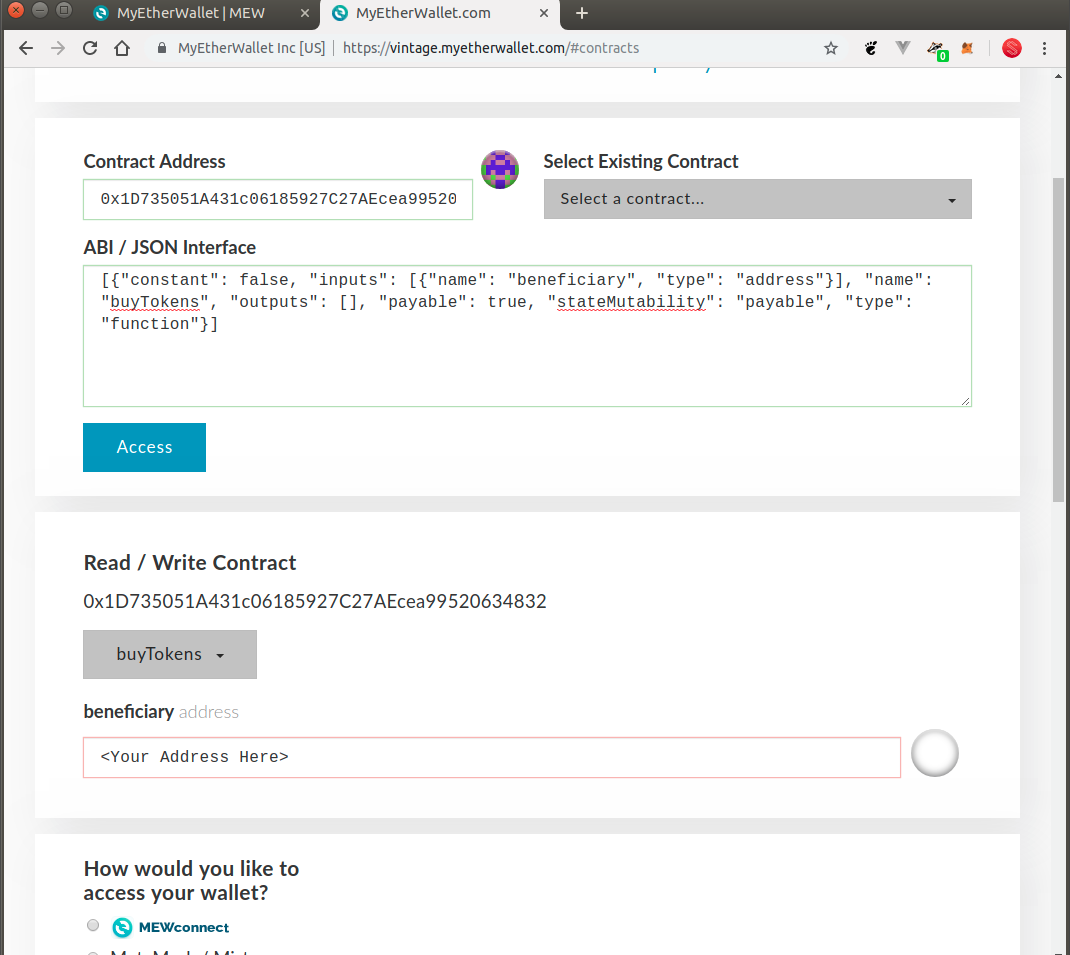 MyEtherWallet | MEW
MyEtherWallet.com
MyEtherWallet Inc [US] | https://vintage.myetherwallet.com/#contracts
0
Contract Address
Select Existing Contract
0x1D735051A431c06185927C27AEcea99520
Select a contract...
ABI / JSON Interface
[{"constant": false, "inputs": [{"name": "beneficiary", "type": "address"}], "name":
"buyTokens", "outputs": [], "payable": true, "stateMutability": "payable", "type":
"function"}]
Access
Read / Write Contract
0x1D735051A431c06185927C27AEcea99520634832
buyTokens
beneficiary address
<Your Address Here>
How would you like to
access your wallet?
MEWconnect